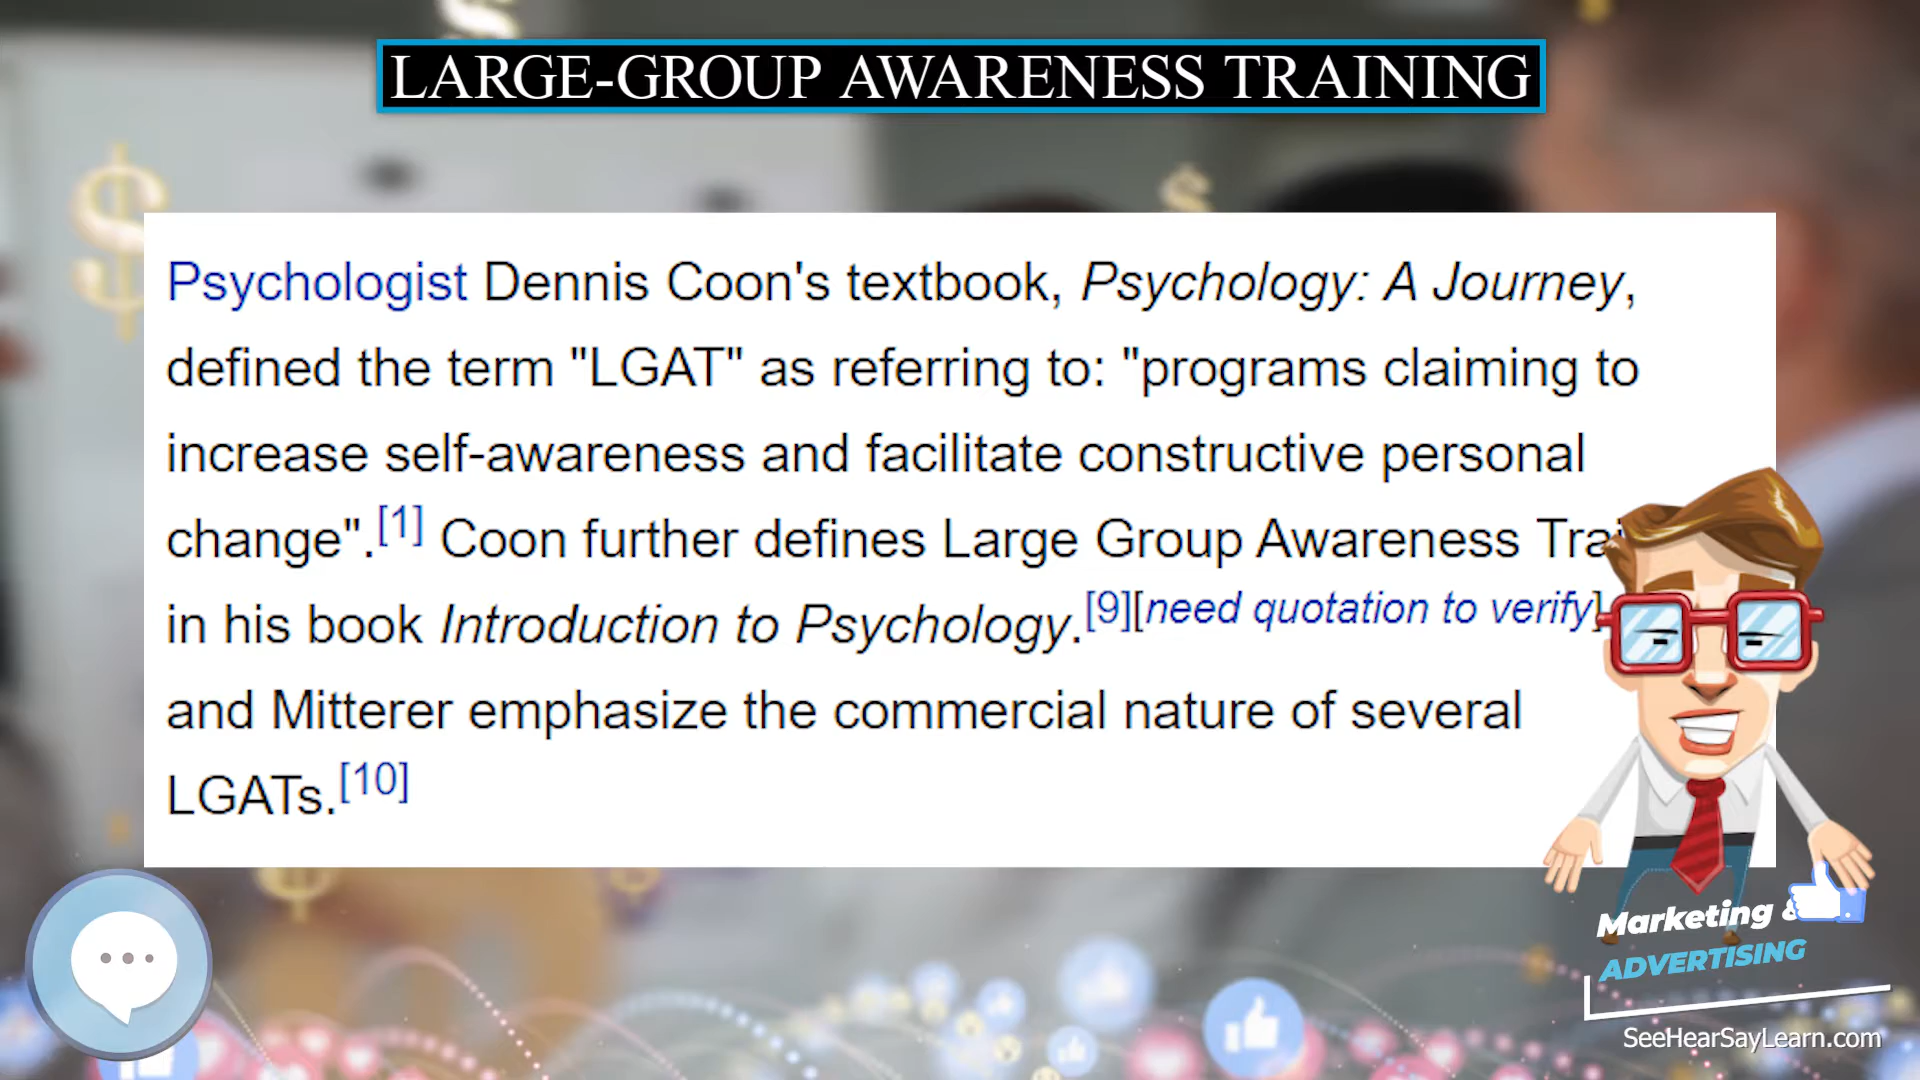 LARGE-GROUP AWARENESS TRAINING
Psychologist Dennis Coon's textbook, Psychology: A Journey,
defined the term "LGAT" as referring to: "programs claiming to
increase self-awareness and facilitate constructive personal
change".[1] Coon further defines Large Group Awareness
in his book Introduction to Psychology.[9][need quotation to verify]
and Mitterer emphasize the commercial nature of several
LGATs.[10]
Marketing &
ADVERTISING
SeeHearSayLearn.com